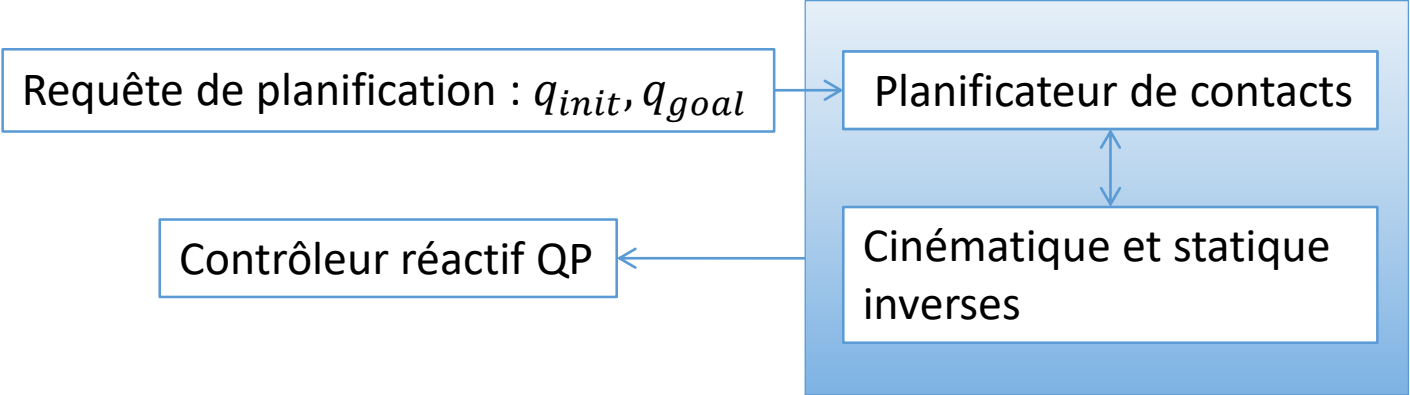 Requête de planification : q_init, q_goal
Planificateur de contacts
Contrôleur réactif QP
Cinématique et statique
inverses